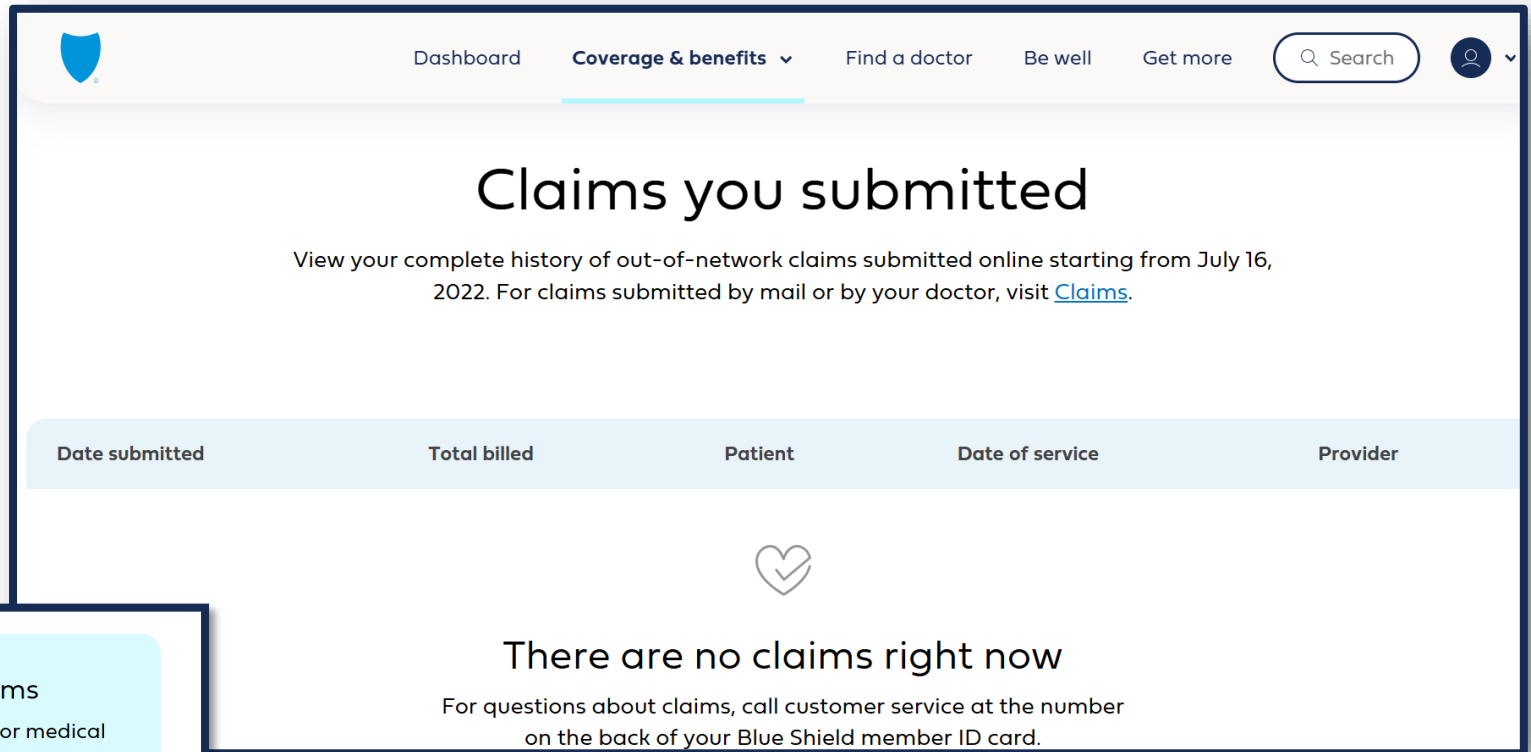 Dashboard Coverage & benefits Find a doctor Be well Get more Search
Claims you submitted
View your complete history of out-of-network claims submitted online starting from July 16,
2022. For claims submitted by mail or by your doctor, visit Claims.
Date submitted Total billed Patient Date of service Provider
There are no claims right now
For questions about claims, call customer service at the number
on the back of your Blue Shield member ID card.
ms
or medical